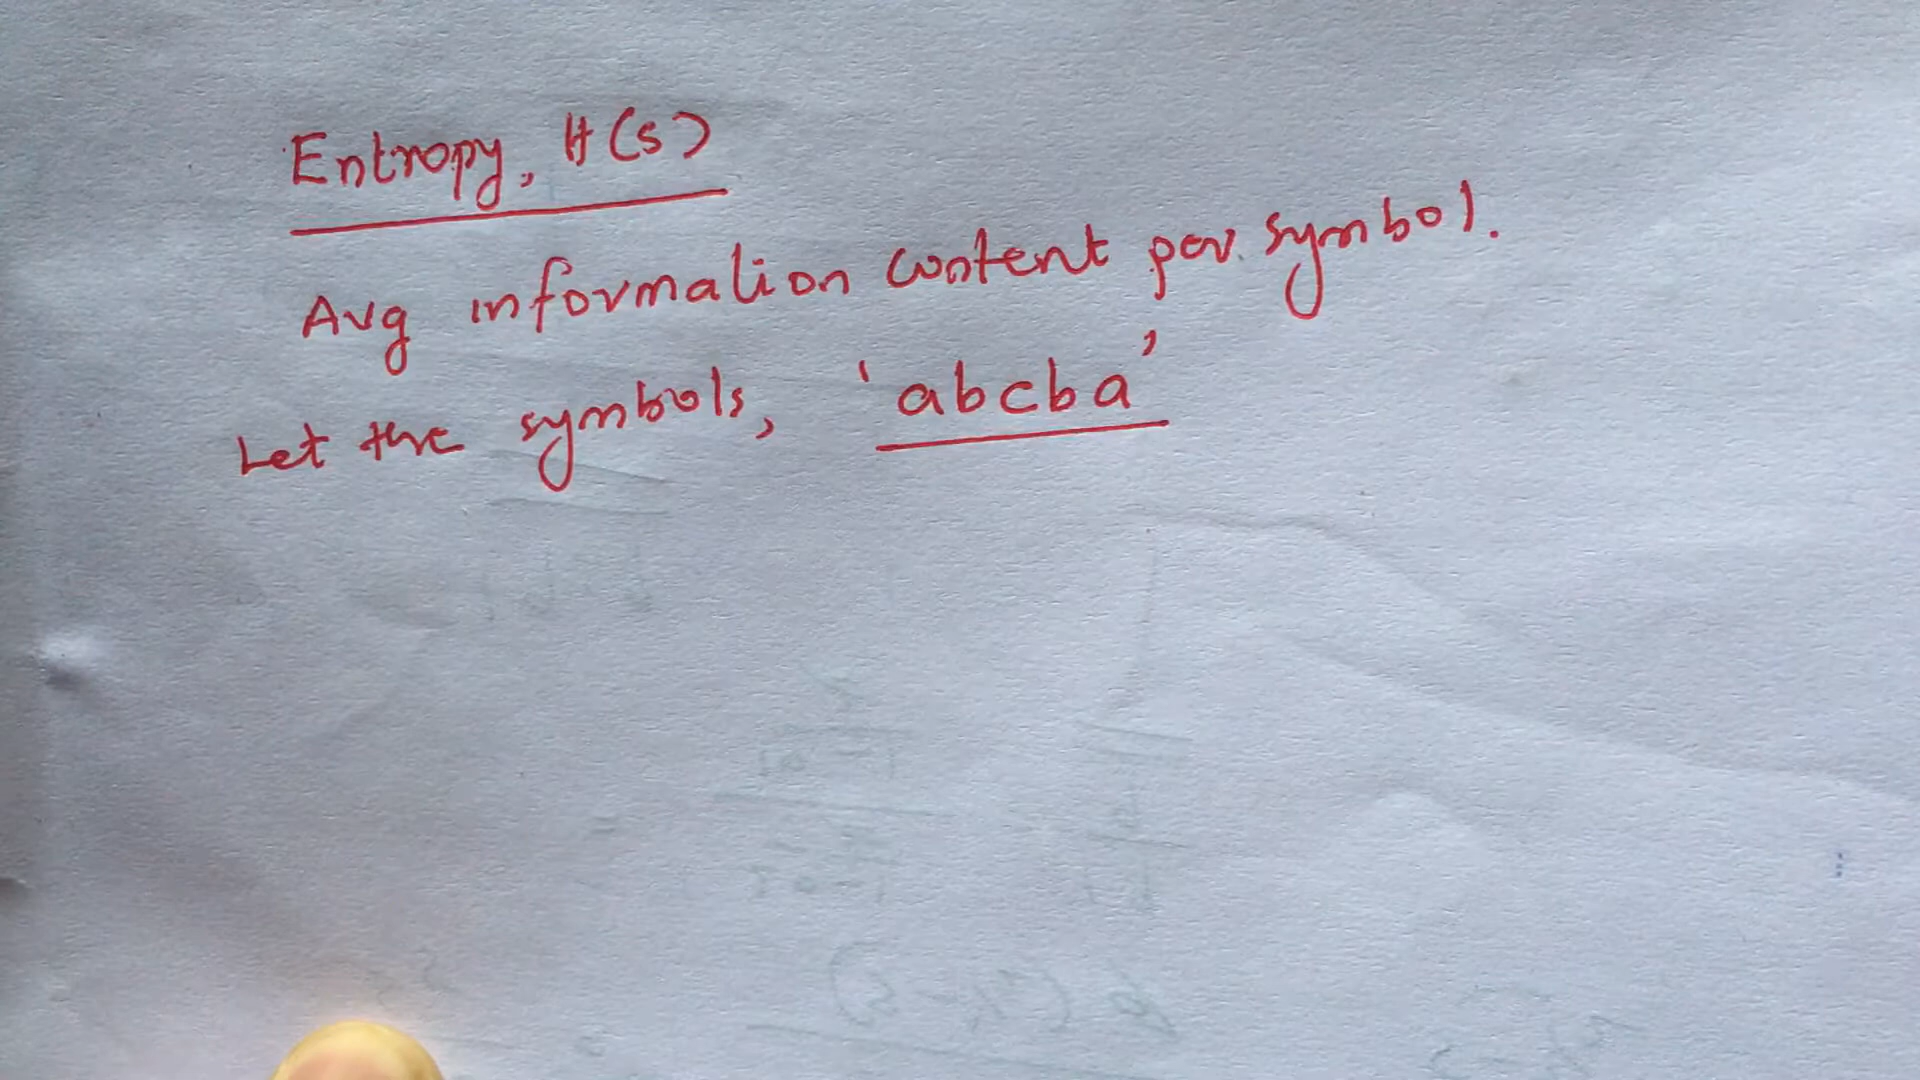 Entropy, H(s)
Avg information content per symbol.
Let the symbols, 'abcba'